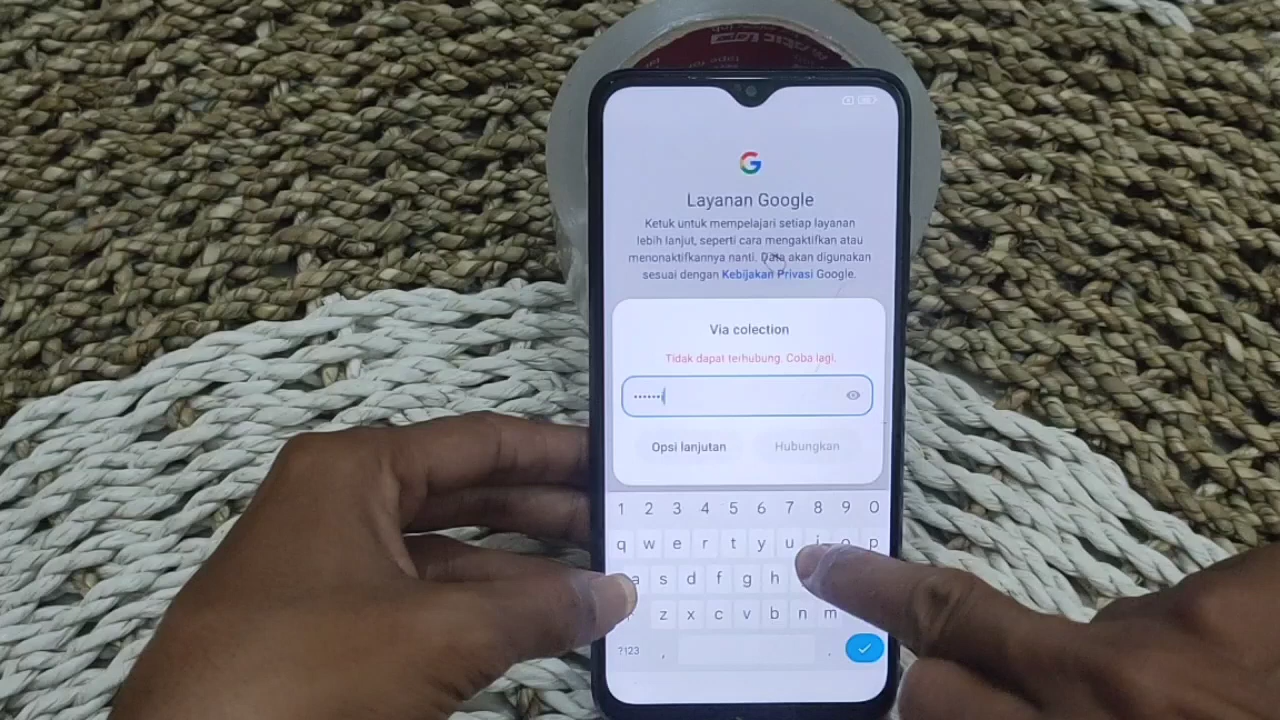 Layanan Google
Ketuk untuk mempelajari setiap layanan
lebih lanjut, seperti cara mengaktifkan atau
menonaktifkannya nanti. Data akan digunakan
sesuai dengan Kebijakan Privasi Google.
Via colection
Tidak dapat terhubung. Coba lagi.
Opsi lanjutan Hubungkan
1 2 3 4 5 6 7 8 9 0
q w e r t y u i o p
a s d f g h
z x c v b n m
?123 , .